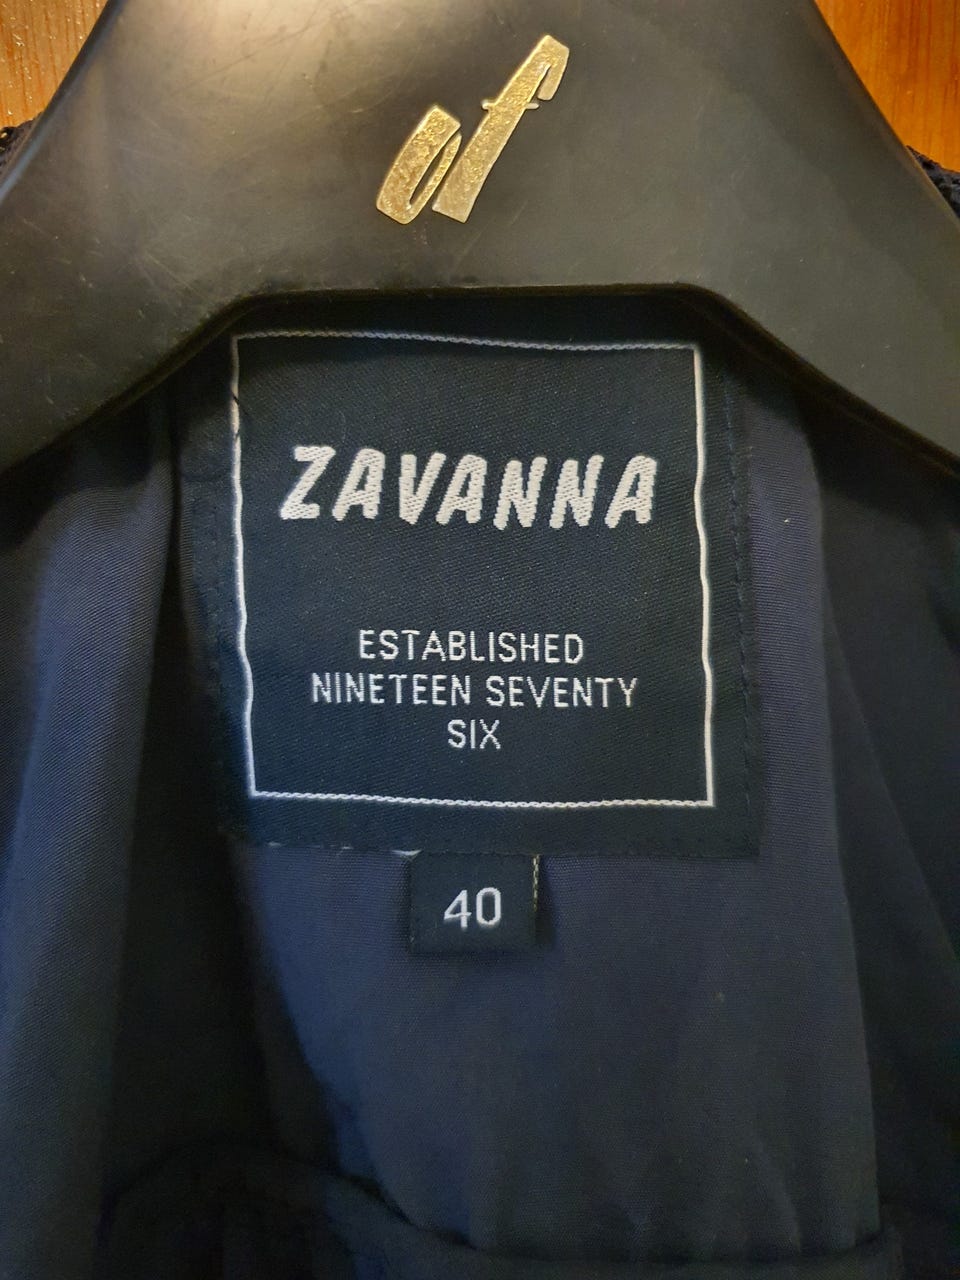 of
ZAVANNA
ESTABLISHED
NINETEEN SEVENTY
SIX
40